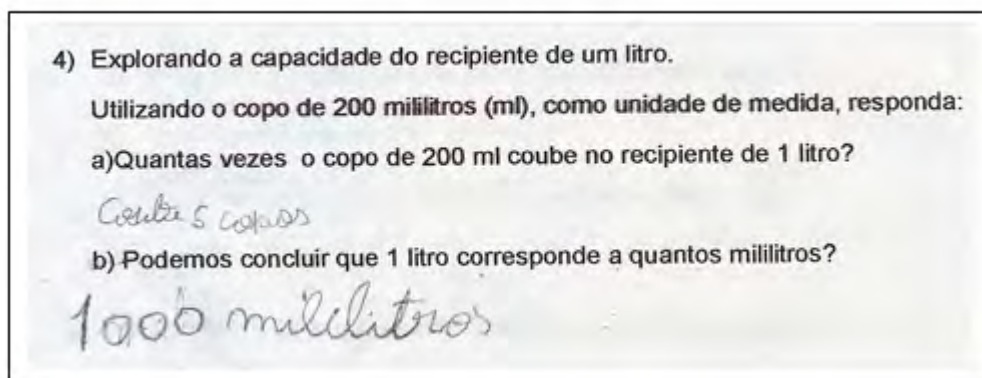 4) Explorando a capacidade do recipiente de um litro.
Utilizando o copo de 200 mililitros (ml), como unidade de medida, responda:
a)Quantas vezes o copo de 200 ml coube no recipiente de 1 litro?
Coube 5 copos
b) Podemos concluir que 1 litro corresponde a quantos mililitros?
1000 mililitros